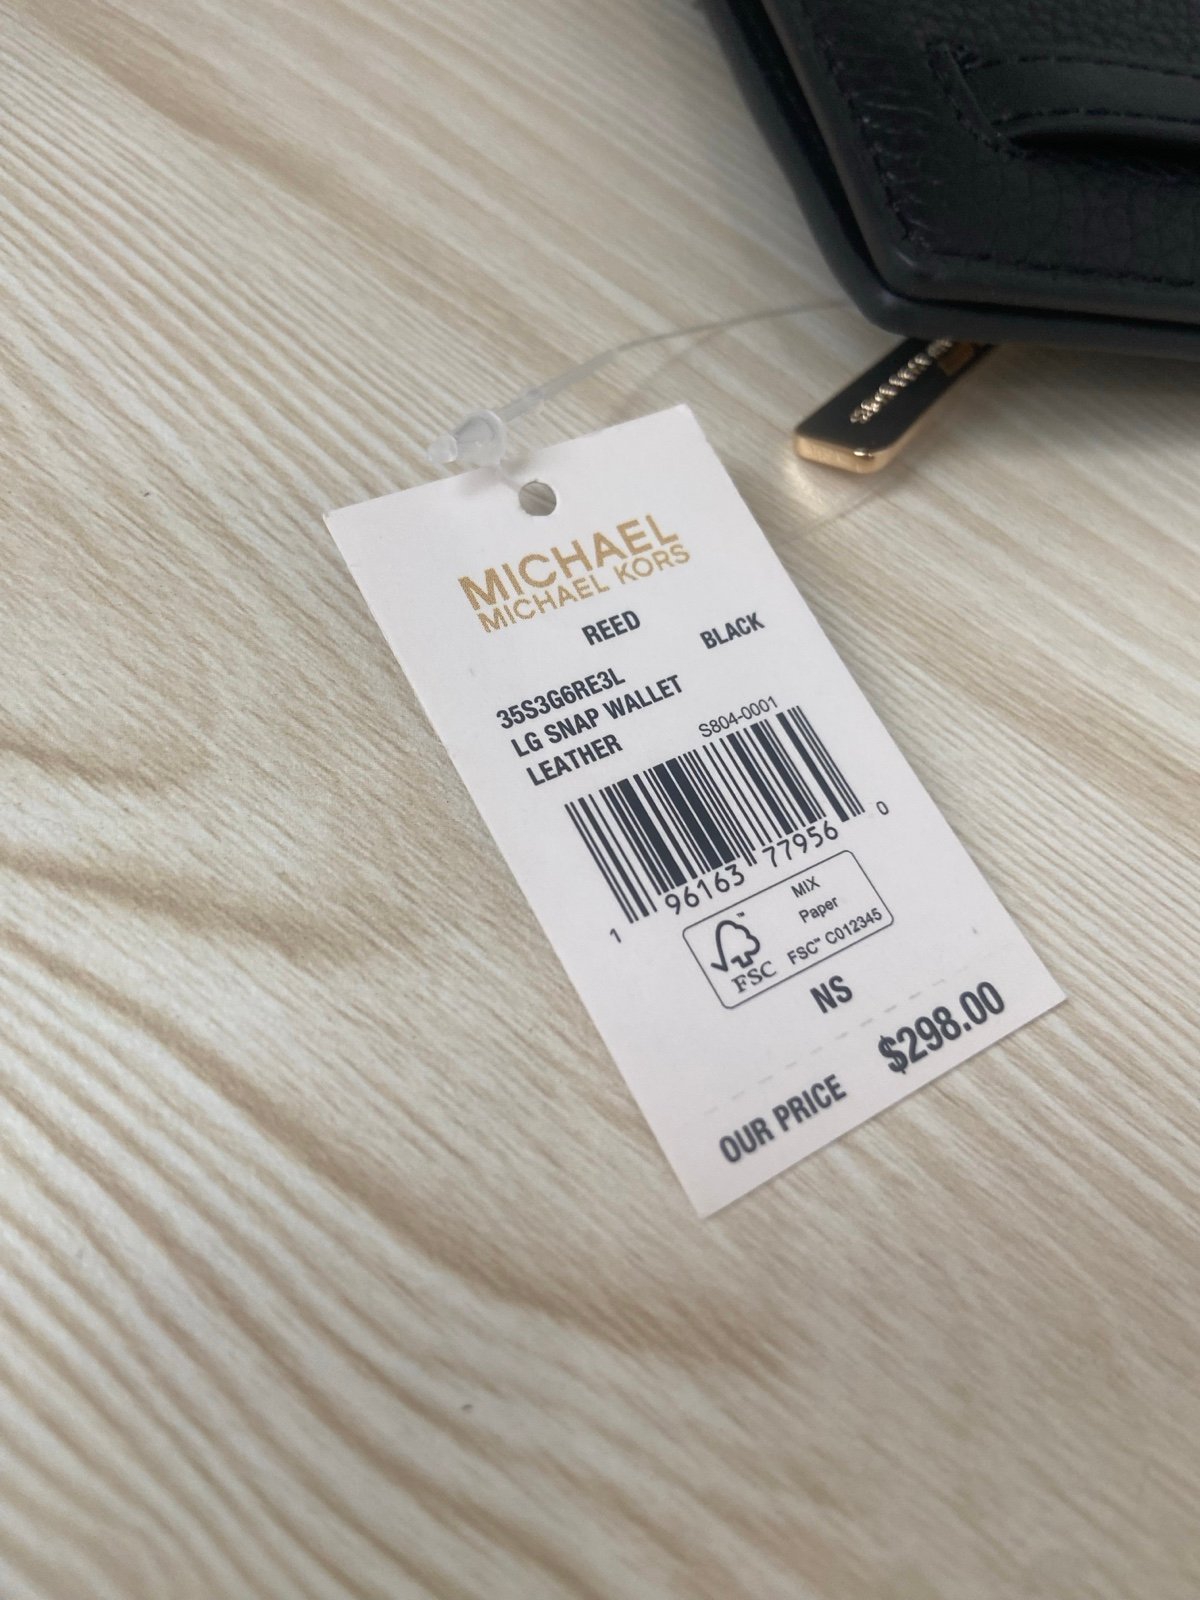 MICHAEL
MICHAEL KORS
REED
BLACK
35S3G6RE3L
LG SNAP WALLET
LEATHER
S804-0001
1 96163 77956 0
MIX
Paper
FSC™ C012345
FSC
NS
OUR PRICE $298.00